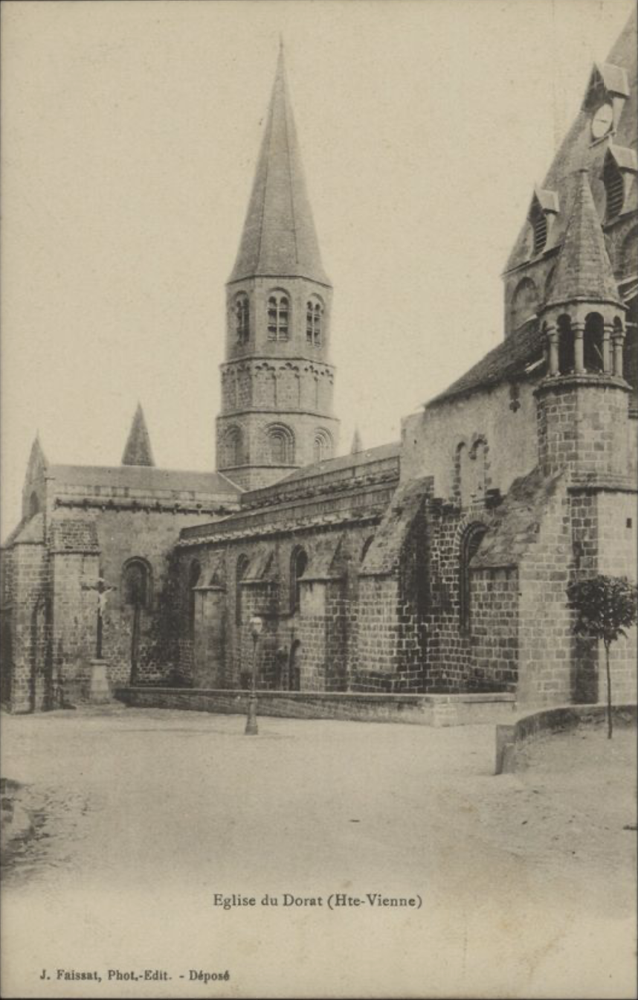 Eglise du Dorat (Hte-Vienne)
J. Faissat, Phot.-Edit. - Déposé